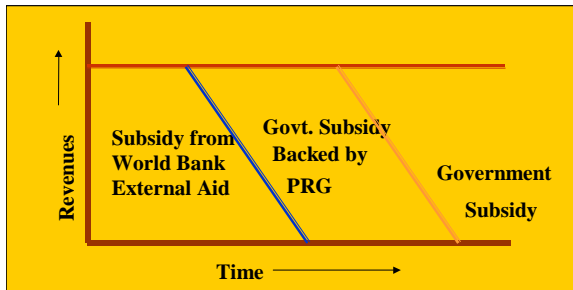 Revenues
Subsidy from
World Bank
External Aid
Govt. Subsidy
Backed by
PRG
Government
Subsidy
Time